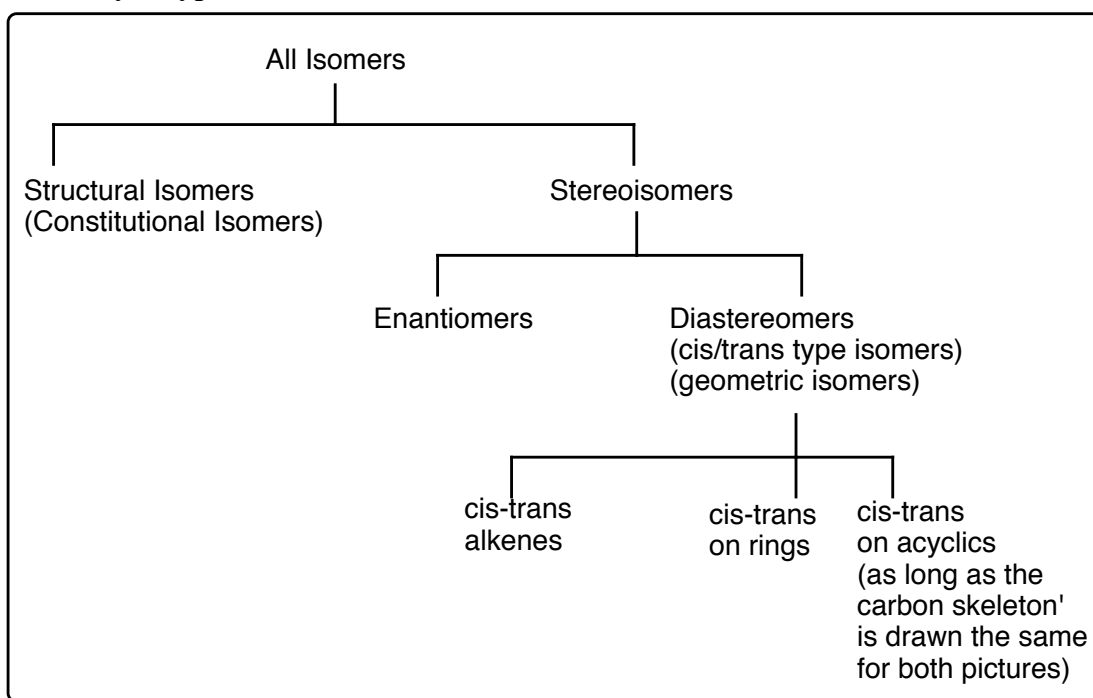 All Isomers
Structural Isomers
(Constitutional Isomers)
Stereoisomers
Enantiomers
Diastereomers
(cis/trans type isomers)
(geometric isomers)
cis-trans
alkenes
cis-trans
on rings
cis-trans
on acyclics
(as long as the
carbon skeleton'
is drawn the same
for both pictures)